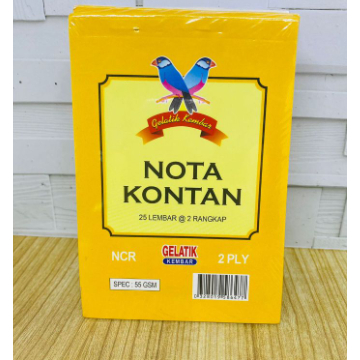 Gelatik Kembar
NOTA
KONTAN
25 LEMBAR @ 2 RANGKAP
NCR
GELATIK
KEMBAR
2 PLY
SPEC : 55 GSM